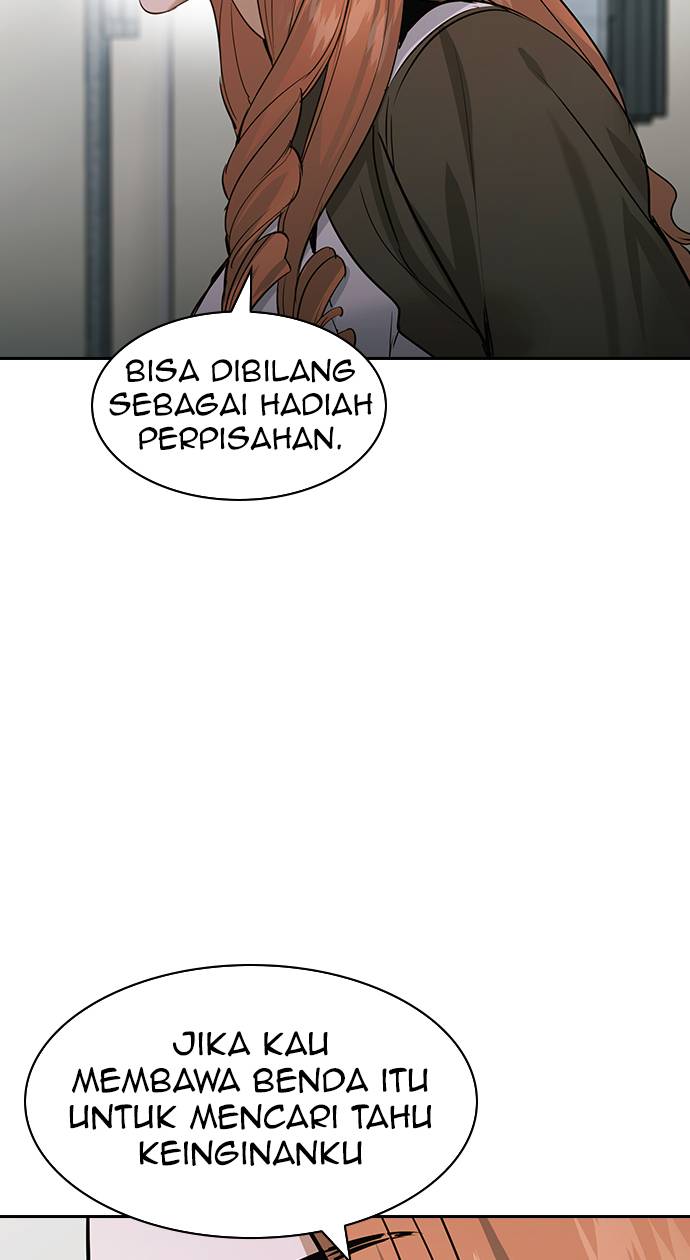 BISA DIBILANG
SEBAGAI HADIAH
PERPISAHAN.
JIKA KAU
MEMBAWA BENDA ITU
UNTUK MENCARI TAHU
KEINGINANKU